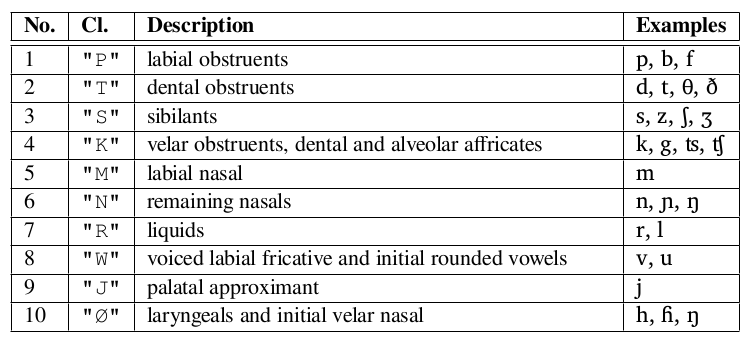 No. Cl. Description Examples
1 "P" labial obstruents p, b, f
2 "T" dental obstruents d, t, θ, ð
3 "S" sibilants s, z, ʃ, ʒ
4 "K" velar obstruents, dental and alveolar affricates k, g, ʦ, ʧ
5 "M" labial nasal m
6 "N" remaining nasals n, ɲ, ŋ
7 "R" liquids r, l
8 "W" voiced labial fricative and initial rounded vowels v, u
9 "J" palatal approximant j
10 "Ø" laryngeals and initial velar nasal h, ɦ, ŋ